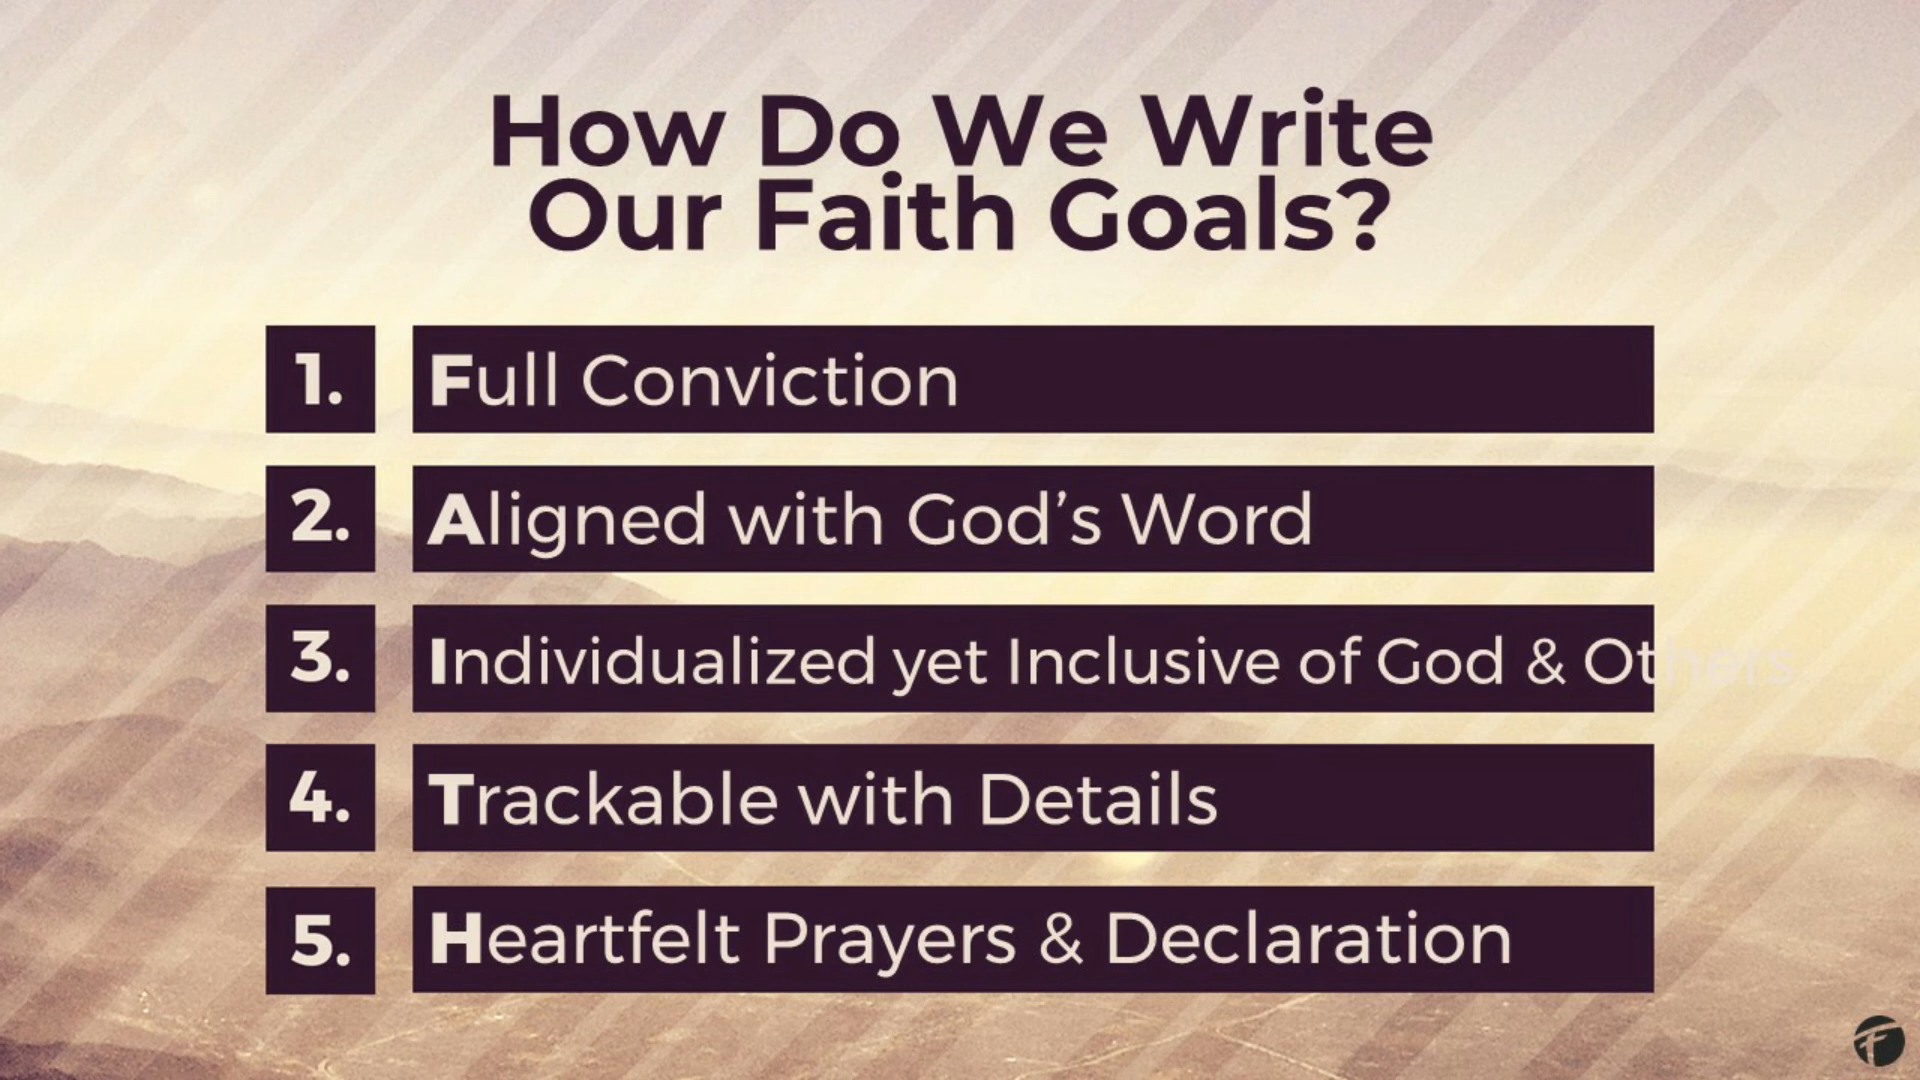 How Do We Write
Our Faith Goals?
1. Full Conviction
2. Aligned with God’s Word
3. Individualized yet Inclusive of God & Others
4. Trackable with Details
5. Heartfelt Prayers & Declaration